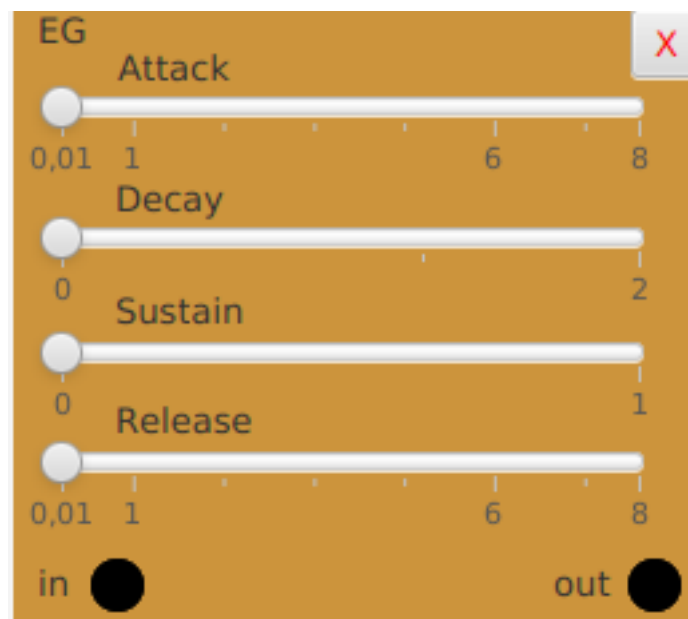 EG
X
Attack
0,01 1 6 8
Decay
0 2
Sustain
0 1
Release
0,01 1 6 8
in out